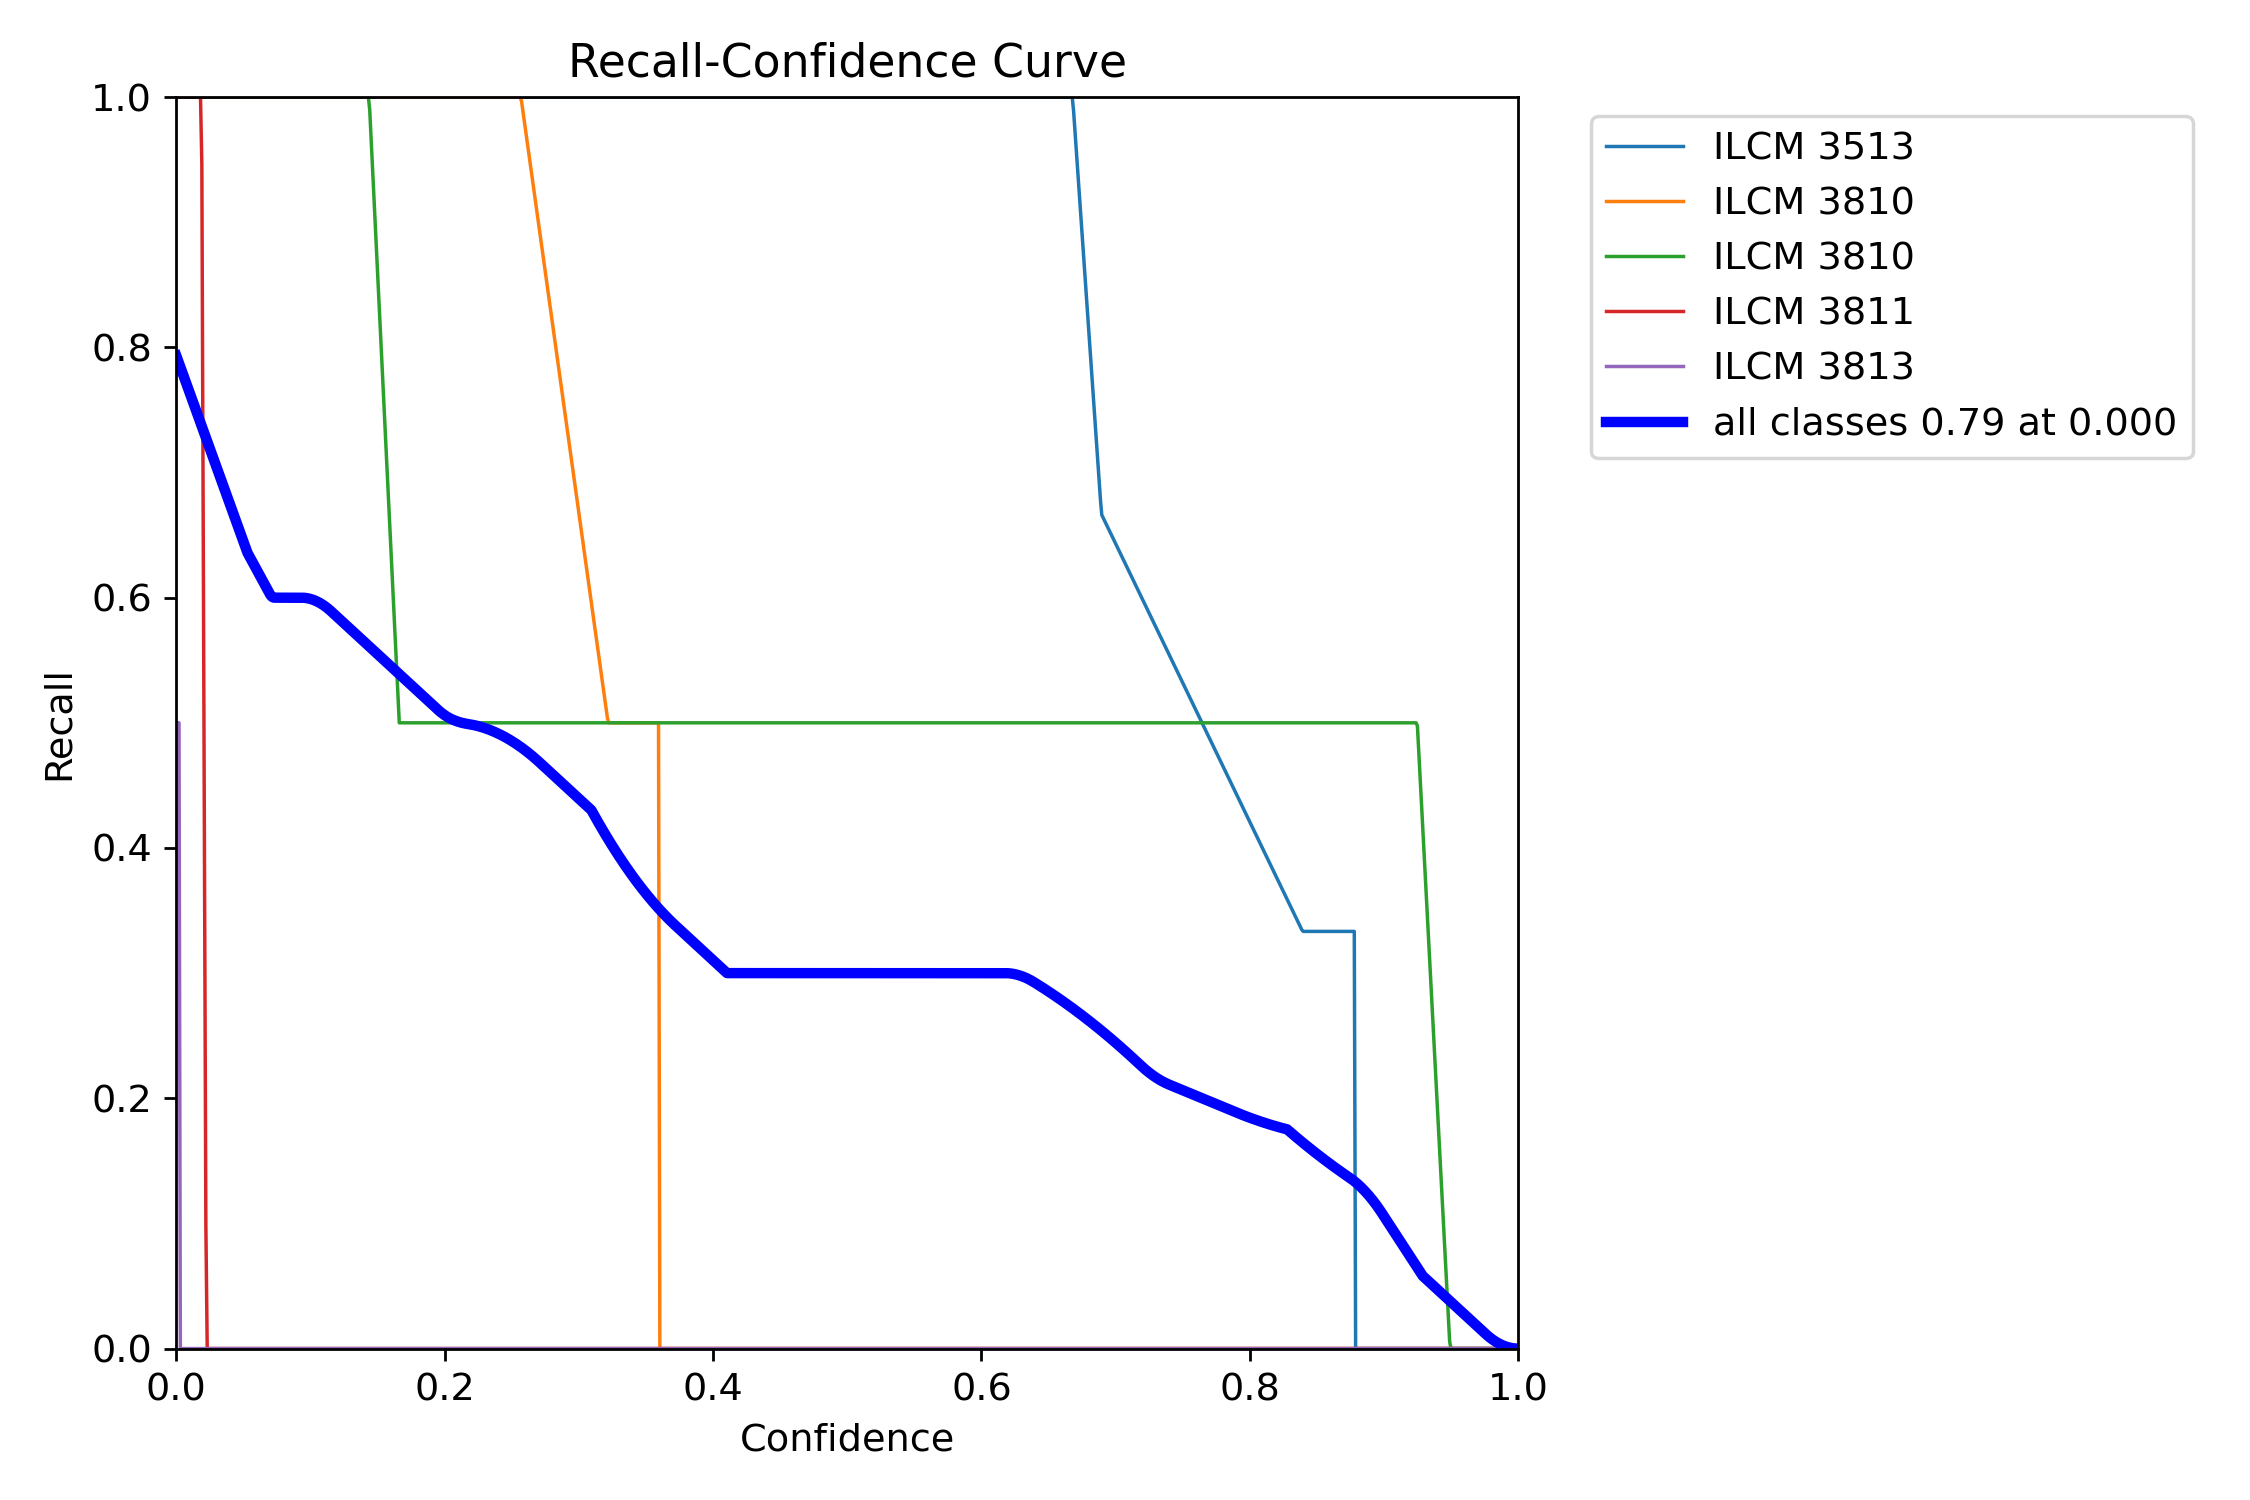 Recall-Confidence Curve
1.0
0.8
0.6
0.4
0.2
0.0
Recall
0.0 0.2 0.4 0.6 0.8 1.0
Confidence
ILCM 3513
ILCM 3810
ILCM 3810
ILCM 3811
ILCM 3813
all classes 0.79 at 0.000